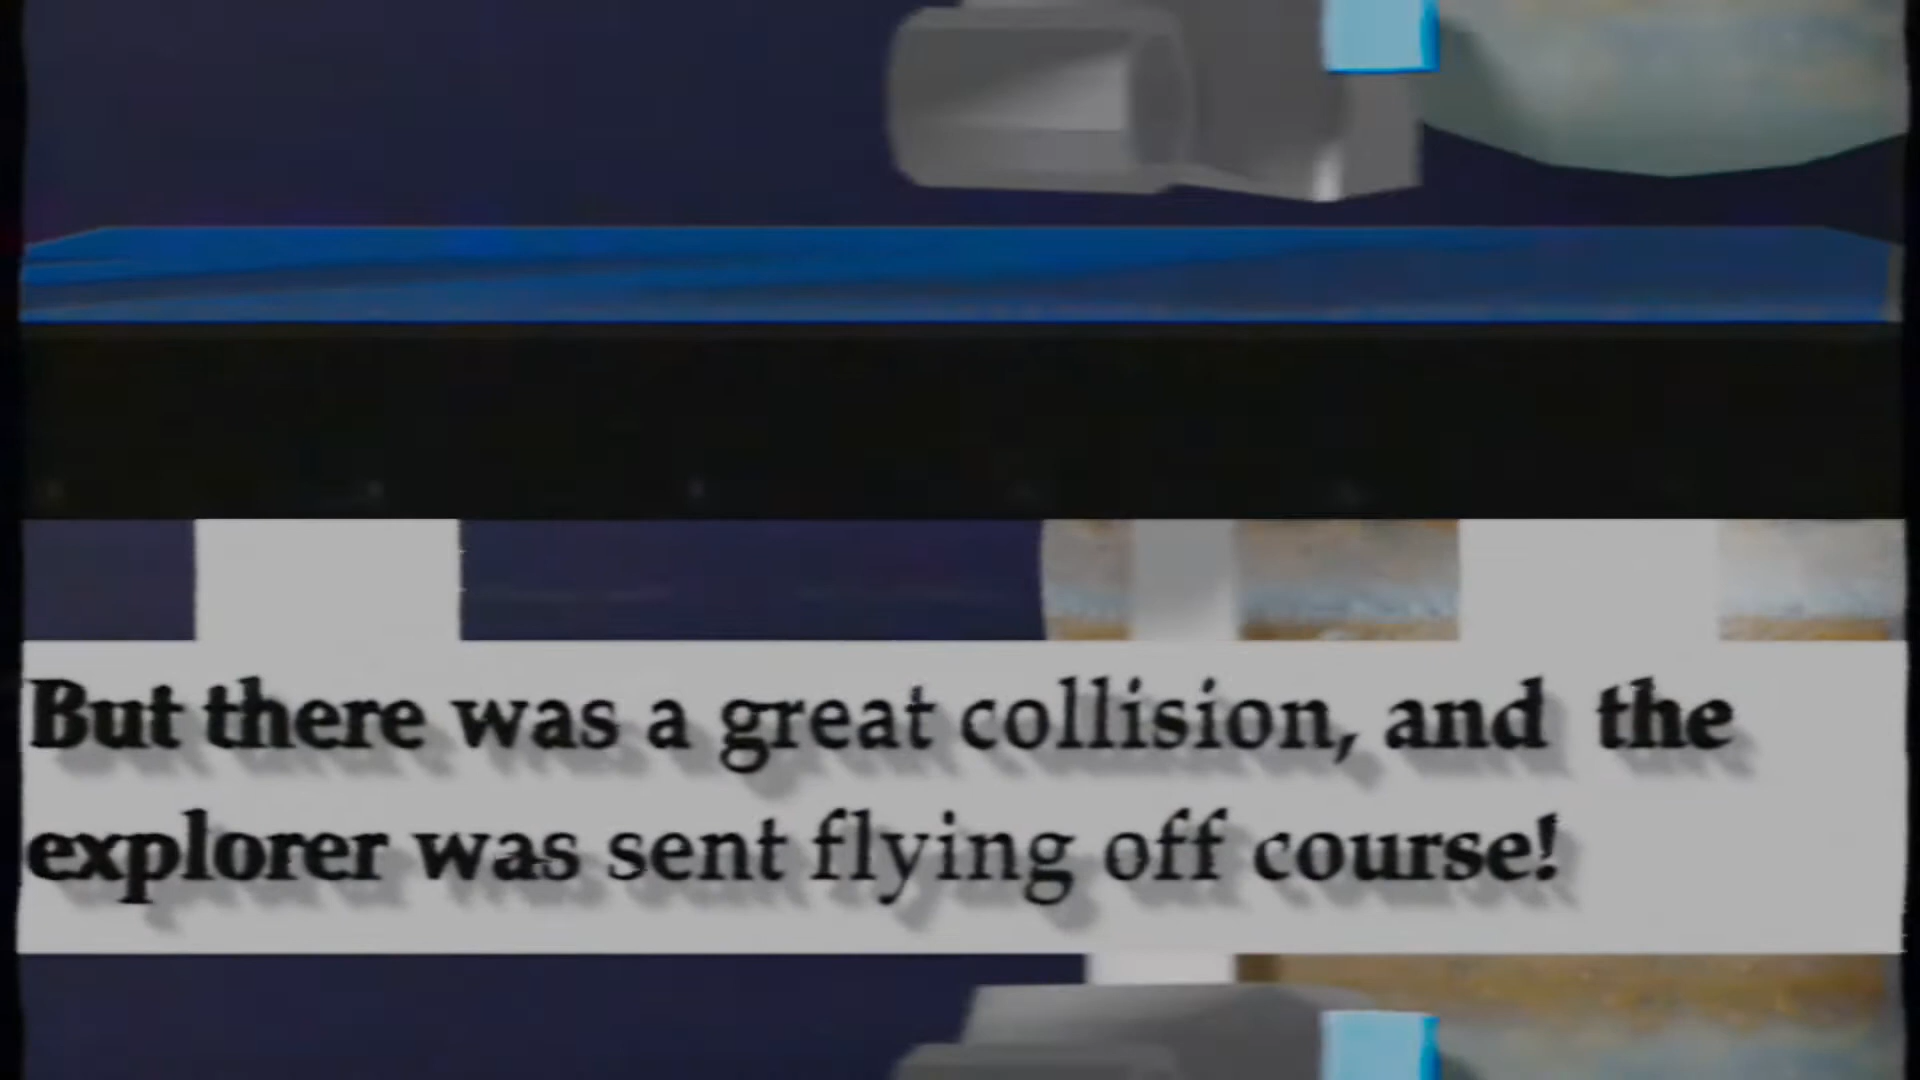 But there was a great collision, and the
explorer was sent flying off course!